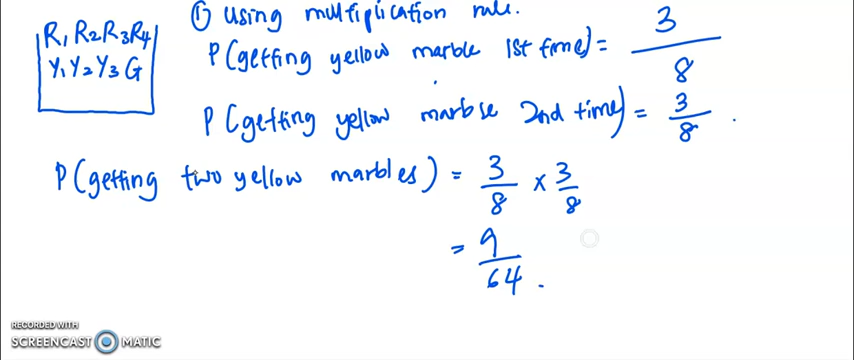 ① Using multiplication rule.
R1 R2 R3 R4
Y1 Y2 Y3 G
P(getting yellow marble 1st time) = 3/8
P(getting yellow marble 2nd time) = 3/8.
P(getting two yellow marbles) = 3/8 × 3/8
= 9/64.
RECORDED WITH
SCREENCAST MATIC